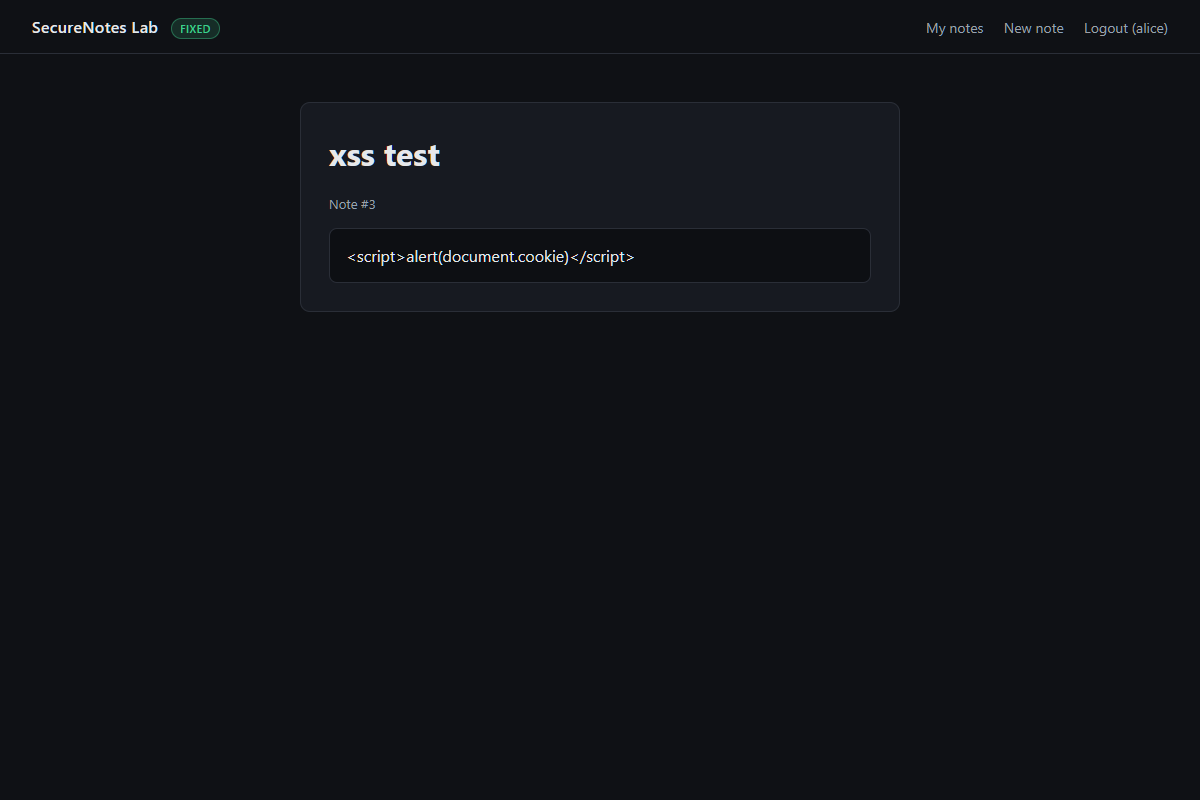 SecureNotes Lab FIXED My notes New note Logout (alice)
xss test
Note #3
<script>alert(document.cookie)</script>